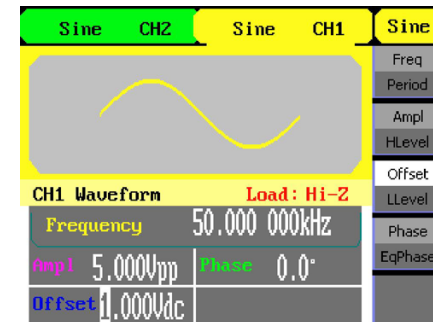 Sine CH2 Sine CH1 Sine
Freq
Period
Ampl
HLevel
Offset
LLevel
Phase
EqPhase
CH1 Waveform Load: Hi-Z
Frequency 50.000 000kHz
Ampl 5.000Vpp Phase 0.0°
Offset 1.000Vdc